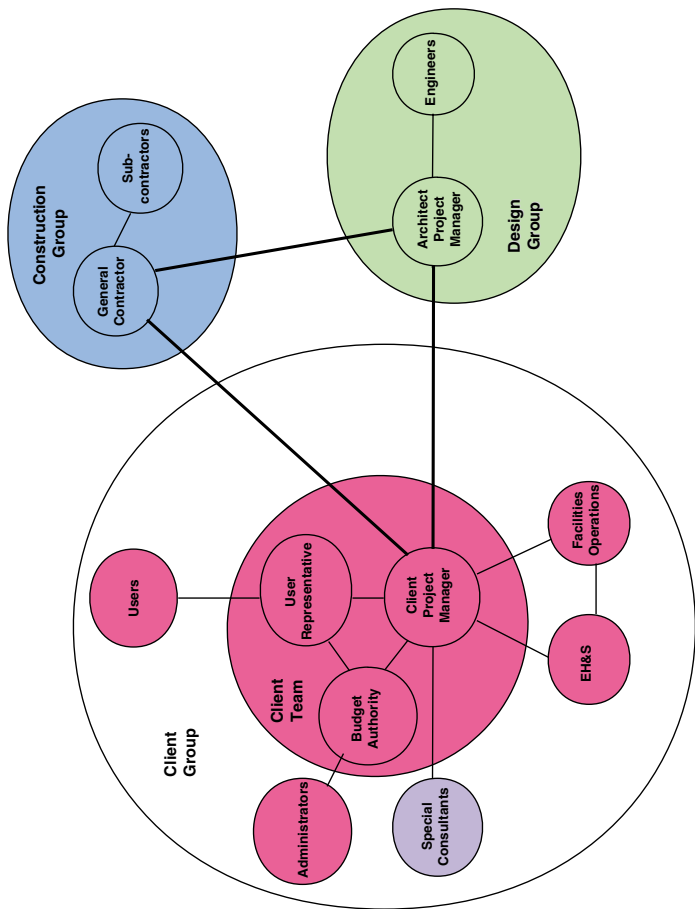 Construction
Group
Sub-
contractors
General
Contractor
Engineers
Architect
Project
Manager
Design
Group
Client
Group
Users
User
Representative
Client
Team
Budget
Authority
Client
Project
Manager
Administrators
Special
Consultants
Facilities
Operations
EH&S